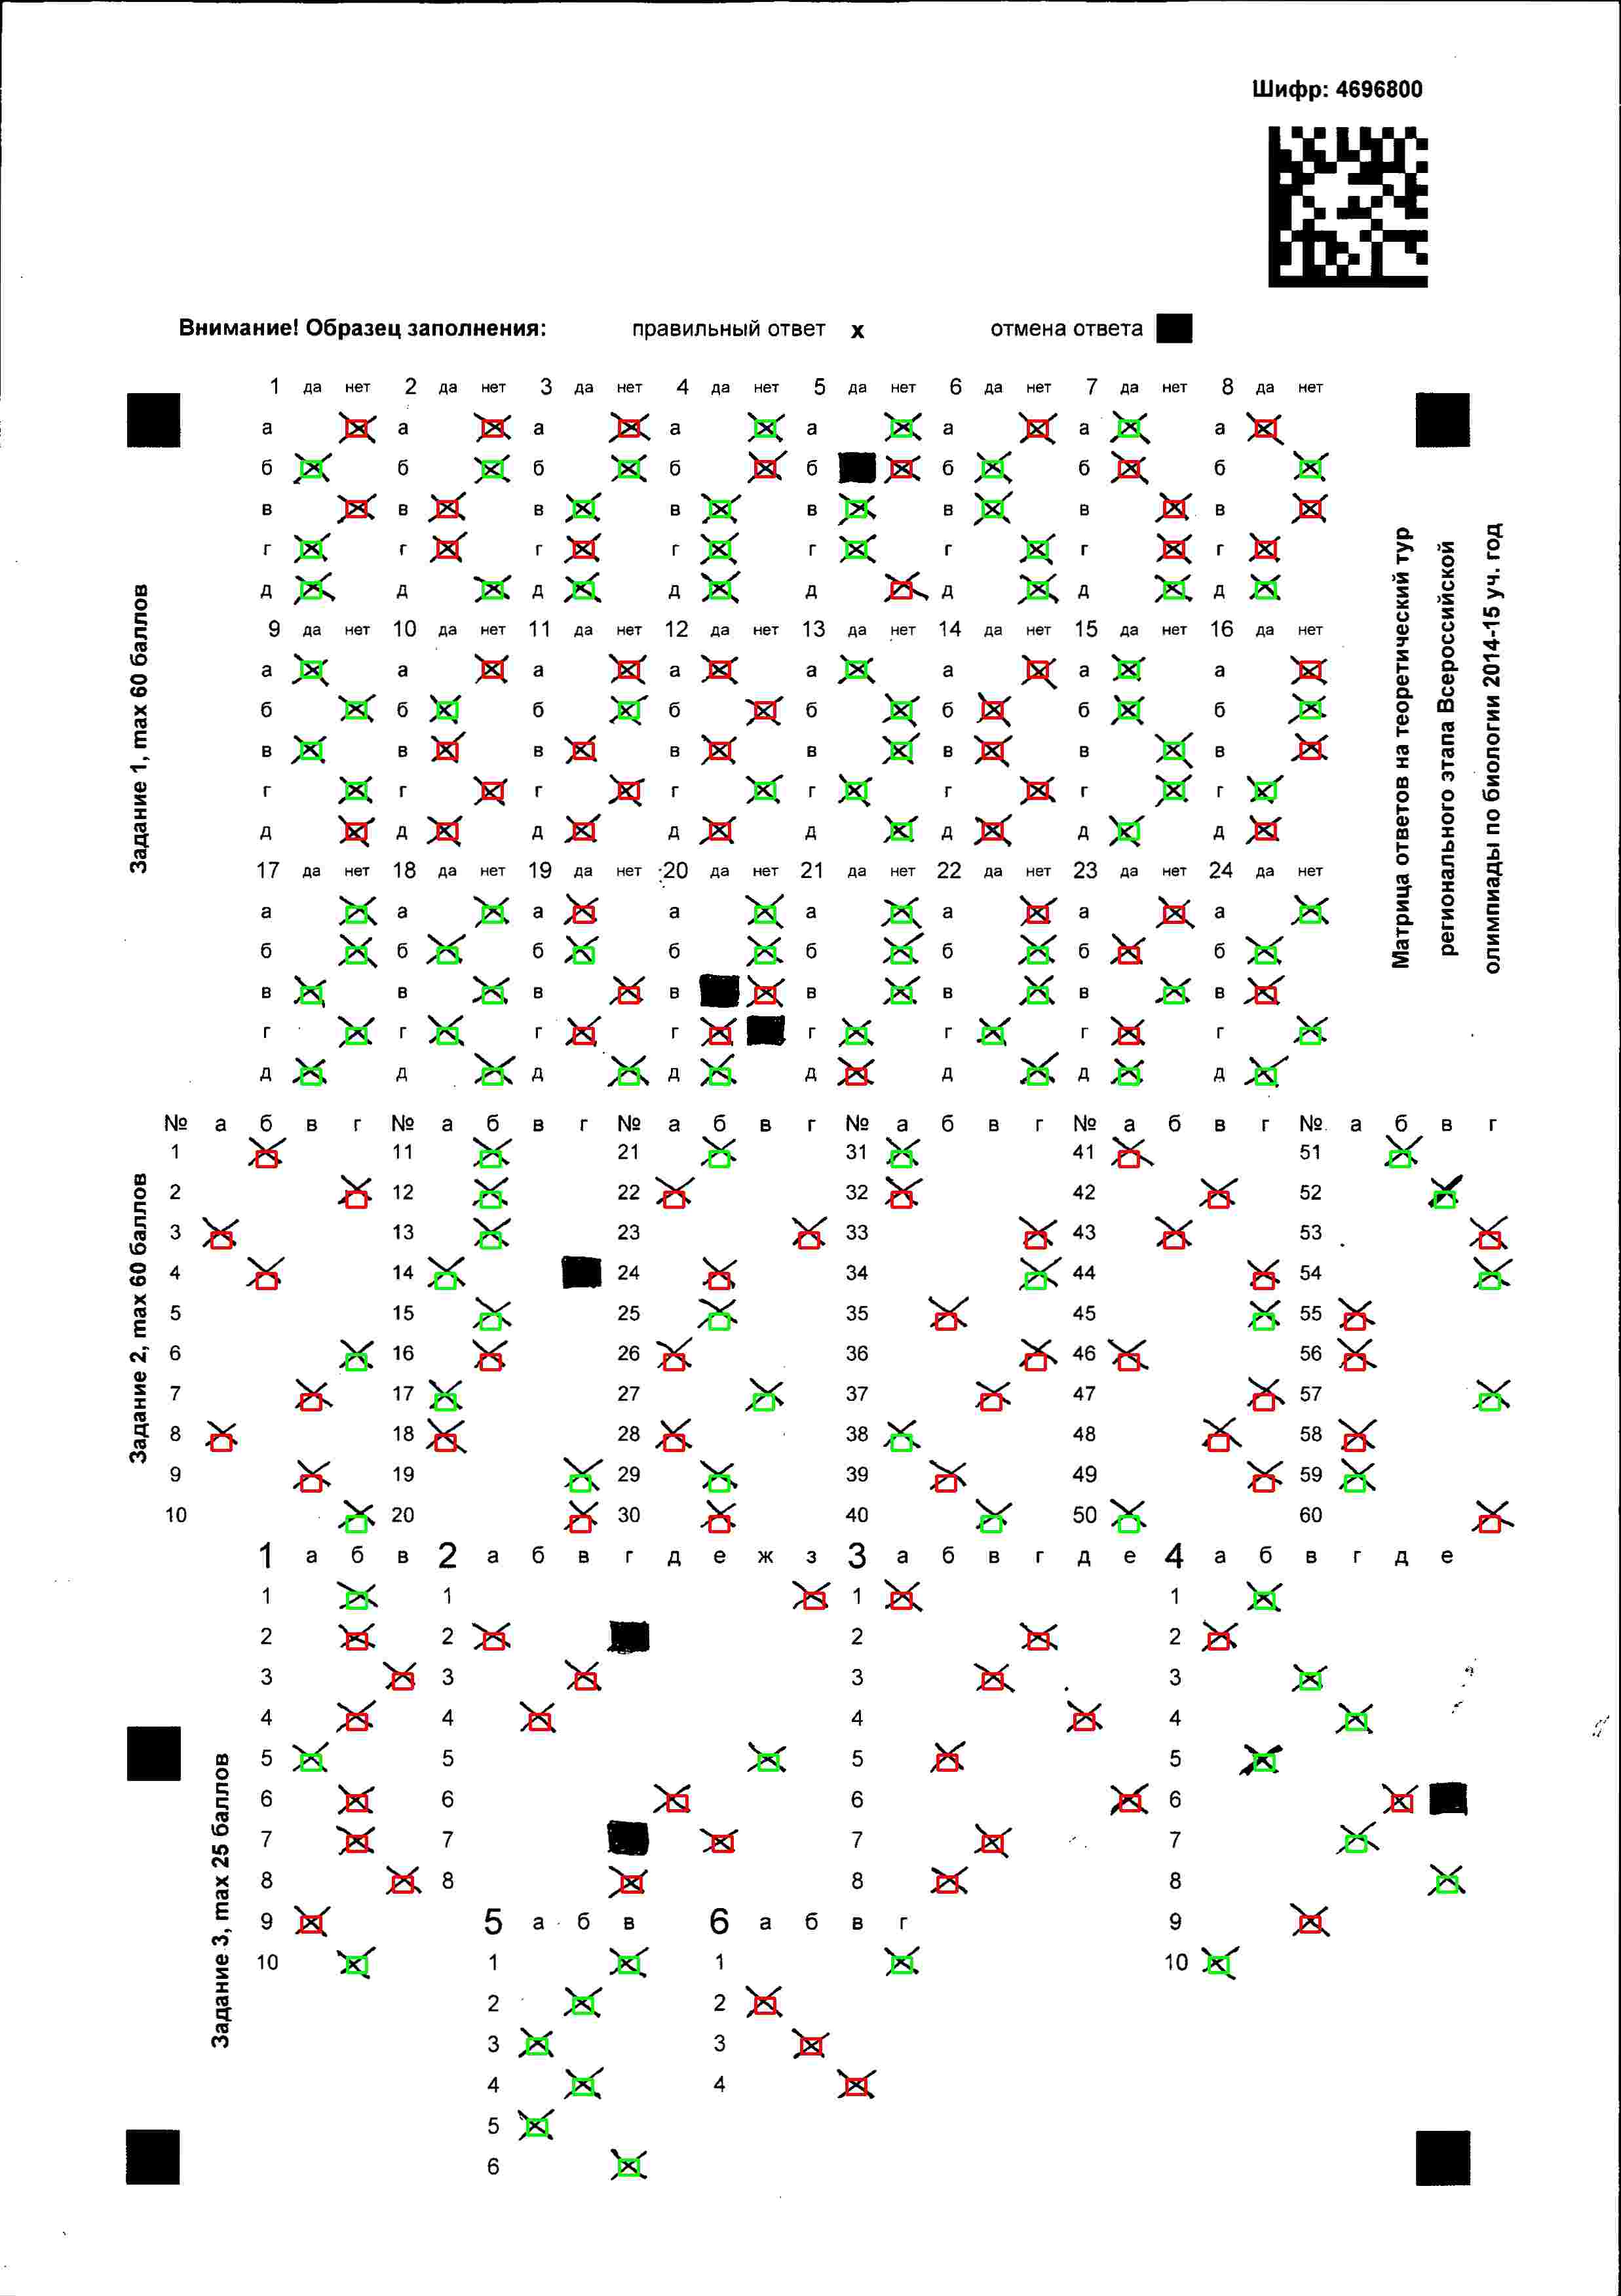 Шифр: 4696800
Внимание! Образец заполнения: правильный ответ х отмена ответа
Матрица ответов на теоретический тур
регионального этапа Всероссийской
олимпиады по биологии 2014-15 уч. год
Задание 1, max 60 баллов
1 да нет 2 да нет 3 да нет 4 да нет 5 да нет 6 да нет 7 да нет 8 да нет
а а а а а а а а
б б б б б б б б
в в в в в в в в
г г г г г г г г
д д д д д д д д
9 да нет 10 да нет 11 да нет 12 да нет 13 да нет 14 да нет 15 да нет 16 да нет
а а а а а а а а
б б б б б б б б
в в в в в в в в
г г г г г г г г
д д д д д д д д
17 да нет 18 да нет 19 да нет 20 да нет 21 да нет 22 да нет 23 да нет 24 да нет
а а а а а а а а
б б б б б б б б
в в в в в в в в
г г г г г г г г
д д д д д д д д
Задание 2, max 60 баллов
№ а б в г № а б в г № а б в г № а б в г № а б в г № а б в г
1 11 21 31 41 51
2 12 22 32 42 52
3 13 23 33 43 53
4 14 24 34 44 54
5 15 25 35 45 55
6 16 26 36 46 56
7 17 27 37 47 57
8 18 28 38 48 58
9 19 29 39 49 59
10 20 30 40 50 60
Задание 3, max 25 баллов
1 а б в 2 а б в г д е ж з 3 а б в г д е 4 а б в г д е
1 1 1 1
2 2 2 2
3 3 3 3
4 4 4 4
5 5 5 5
6 6 6 6
7 7 7 7
8 8 8 8
9 5 а б в 6 а б в г 9
10 1 1 10
2 2
3 3
4 4
5
6